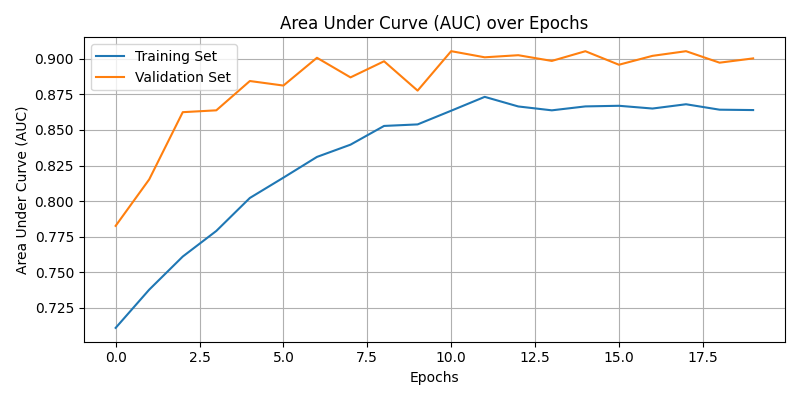 Area Under Curve (AUC) over Epochs
Training Set
Validation Set
Area Under Curve (AUC)
0.900
0.875
0.850
0.825
0.800
0.775
0.750
0.725
0.0 2.5 5.0 7.5 10.0 12.5 15.0 17.5
Epochs